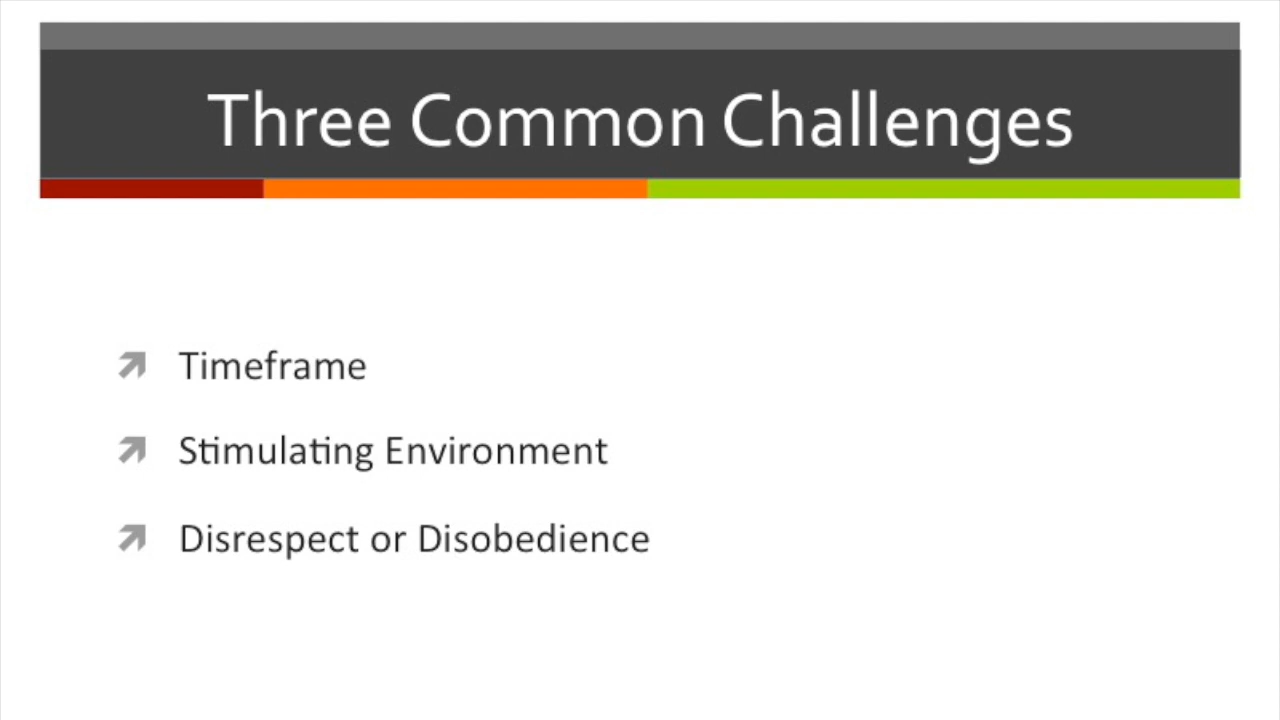 Three Common Challenges
Timeframe
Stimulating Environment
Disrespect or Disobedience